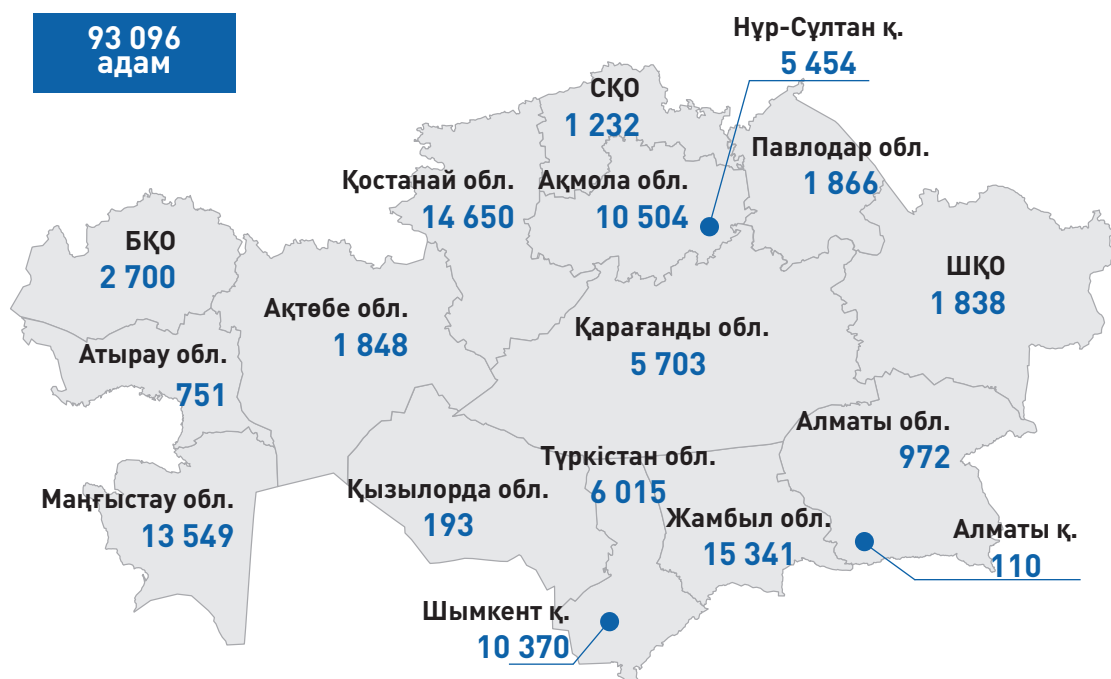 93 096
адам
Нұр-Сұлтан қ.
5 454
СҚО
1 232
Павлодар обл.
1 866
Қостанай обл.
14 650
Ақмола обл.
10 504
БҚО
2 700
ШҚО
1 838
Ақтөбе обл.
1 848
Қарағанды обл.
5 703
Атырау обл.
751
Алматы обл.
972
Түркістан обл.
6 015
Маңғыстау обл.
13 549
Қызылорда обл.
193
Жамбыл обл.
15 341
Алматы қ.
110
Шымкент қ.
10 370